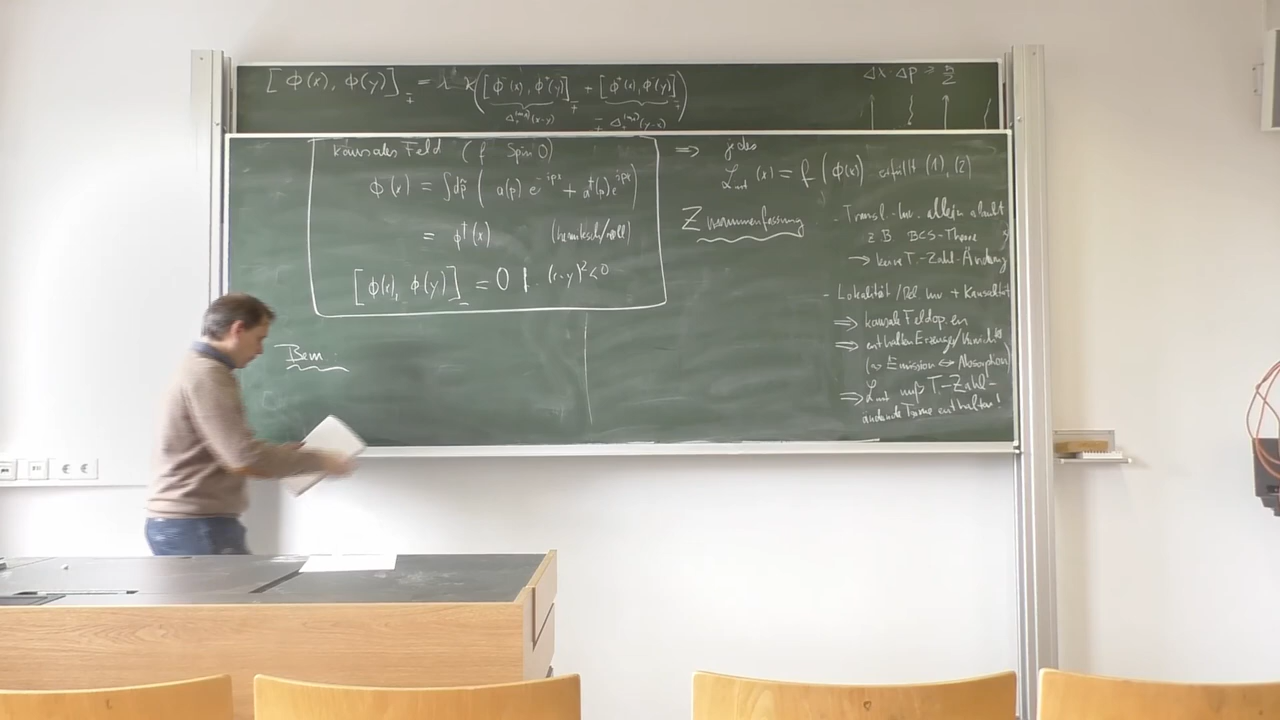 [Φ(x), Φ(y)]∓ = ([Φ⁻(x), Φ⁺(y)]∓ + [Φ⁺(x), Φ⁻(y)]∓)
Δx·Δp ≥ ħ/2
kausales Feld (f Spin 0)
ϕ(x) = ∫dp̃ (a(p) e^{-ipx} + a†(p) e^{ipx})
= ϕ†(x) (hermitesch/reell)
[ϕ(x), ϕ(y)]₋ = 0 f. (x-y)² < 0
Bem.:
⇒ jedes
ℒ_int(x) = f(ϕ(x)) erfüllt (1), (2)
Zusammenfassung
- Transl.-Inv. allein erlaubt
z.B. BCS-Theorie
→ keine T.-Zahl-Änderung
- Lokalität/Rel. Inv + Kausalität
⇒ kausale Feldop.en
⇒ enthalten Erzeuger/Vernicht
(→ Emission ↔ Absorption)
⇒ ℒ_int muß T.-Zahl-
ändernde Terme enthalten!